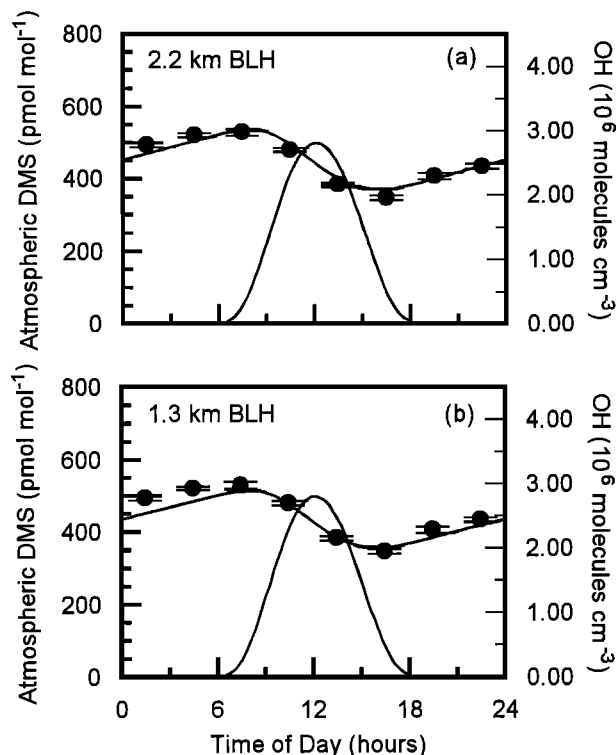 Atmospheric DMS (pmol mol⁻¹)
800
600
400
200
0
2.2 km BLH
(a)
4.00
3.00
2.00
1.00
0.00
OH (10⁶ molecules cm⁻³)
Atmospheric DMS (pmol mol⁻¹)
800
600
400
200
0
1.3 km BLH
(b)
4.00
3.00
2.00
1.00
0.00
OH (10⁶ molecules cm⁻³)
0 6 12 18 24
Time of Day (hours)